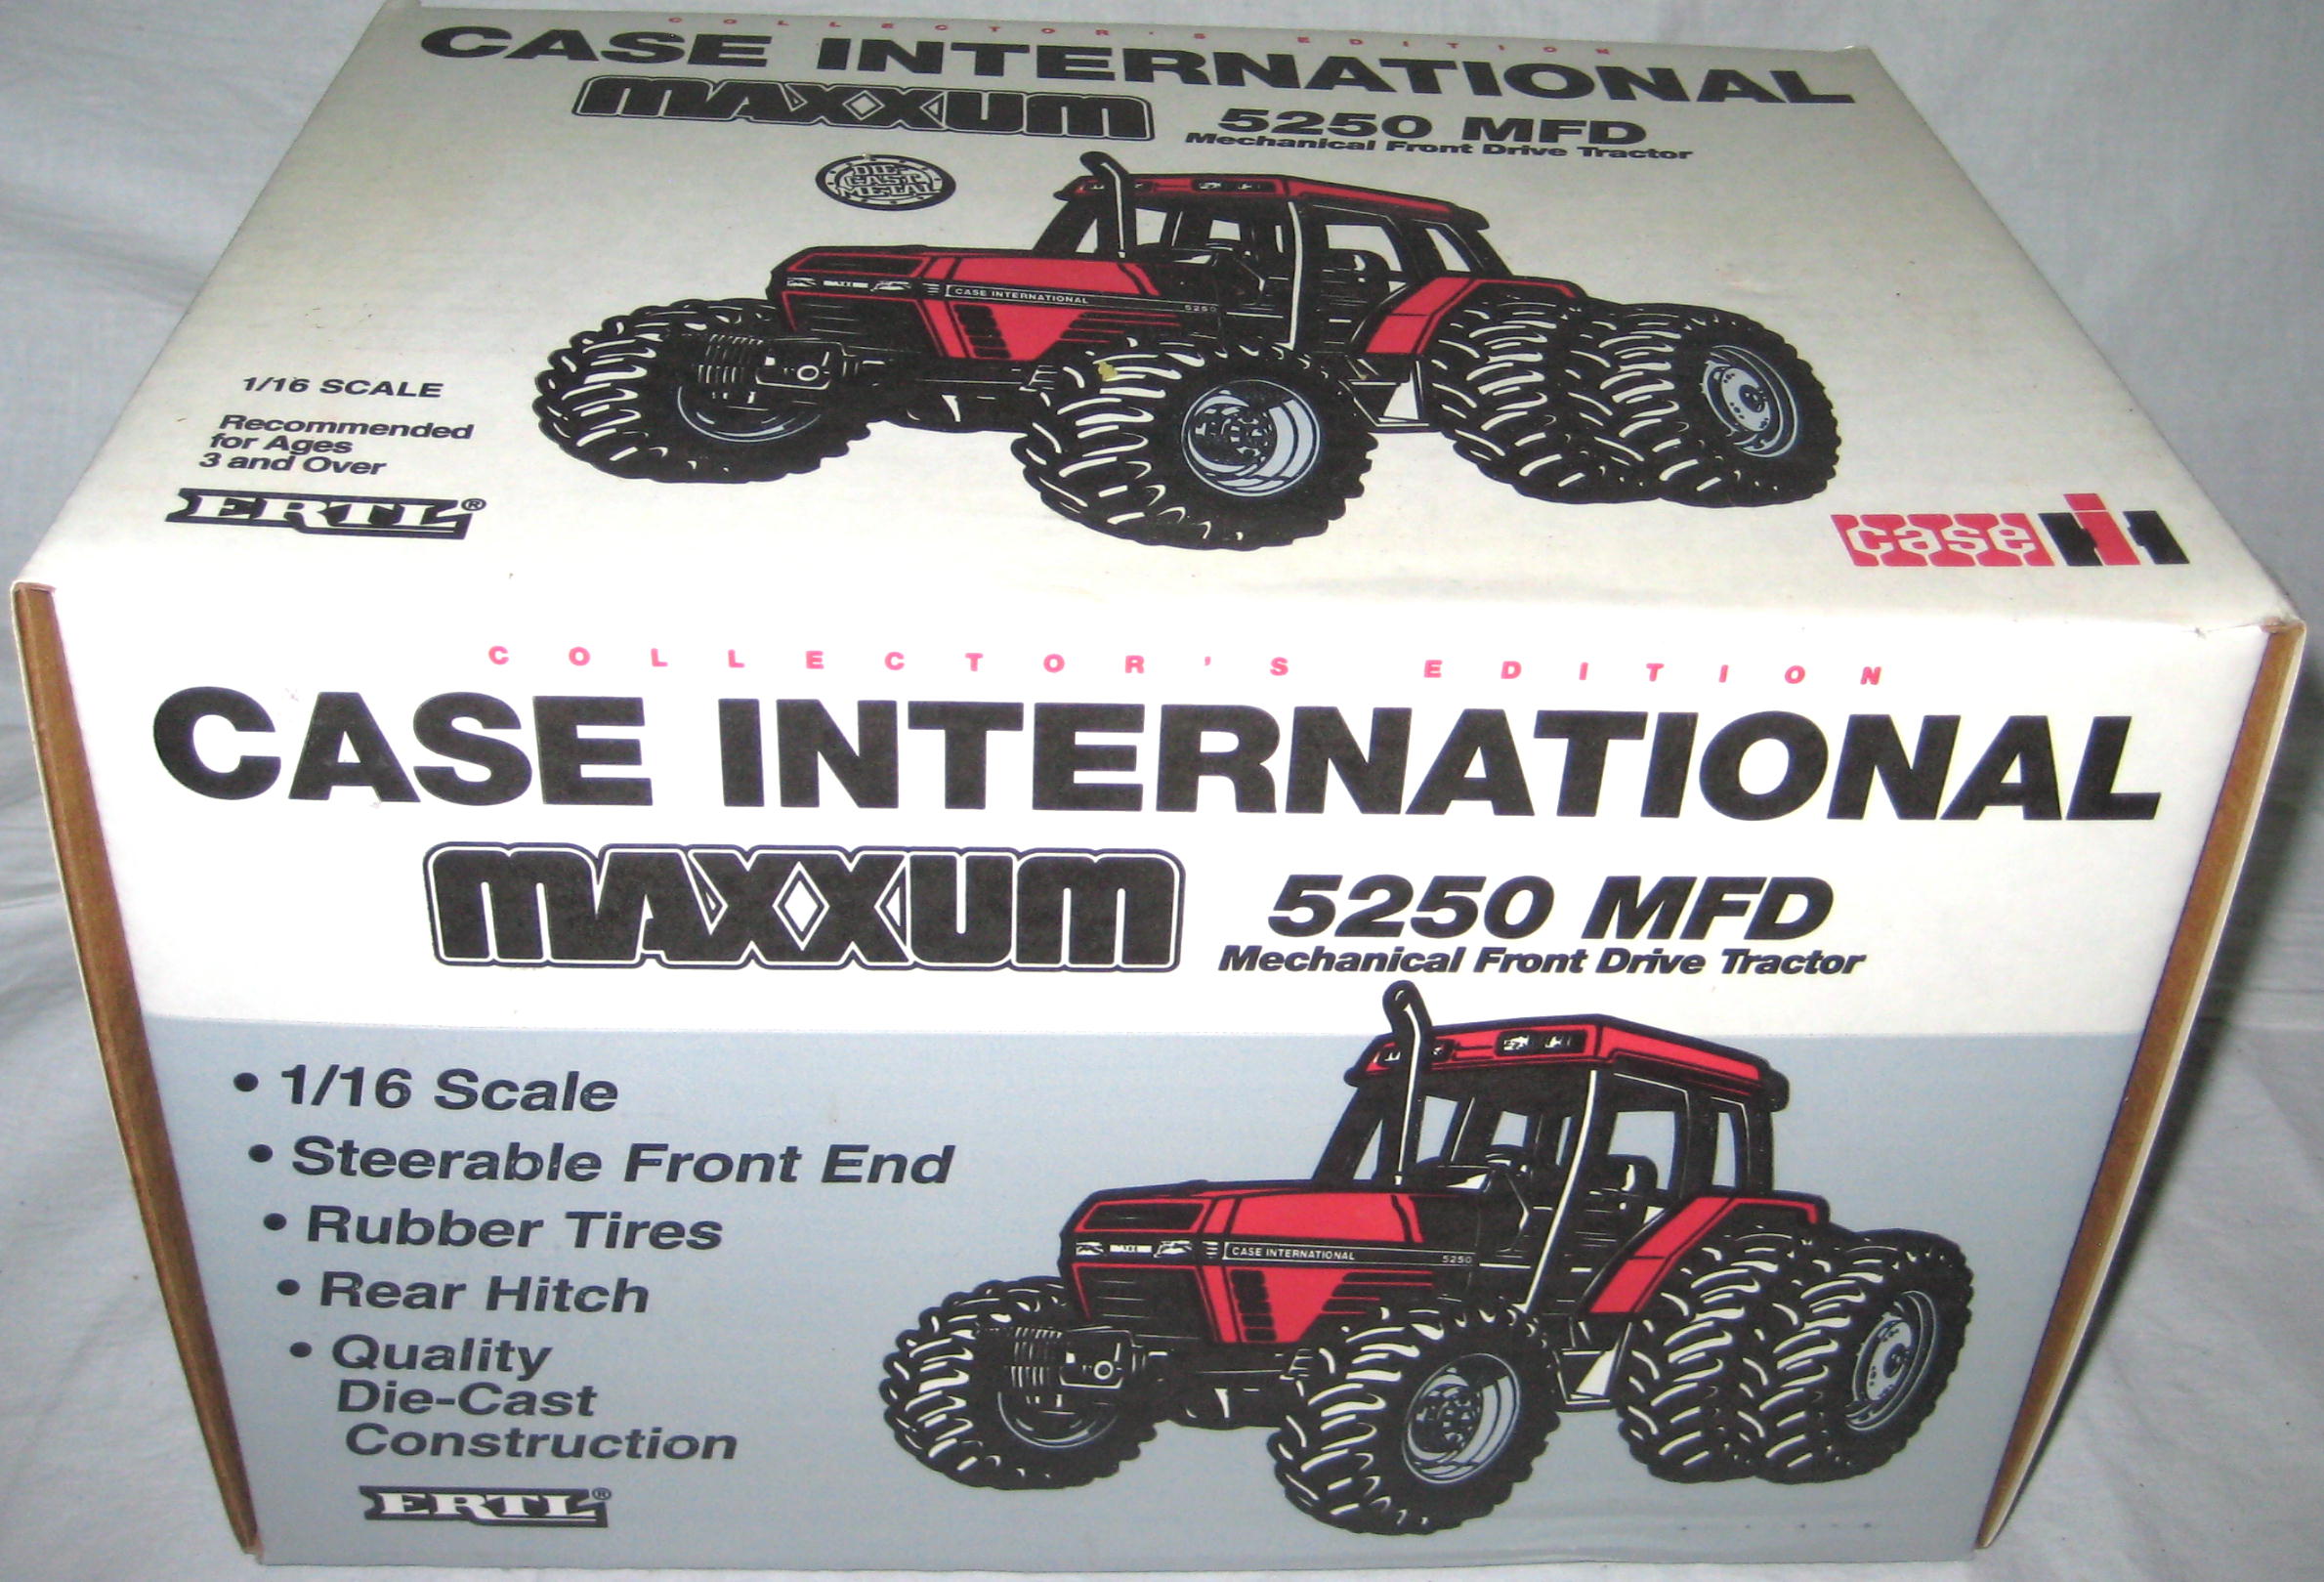 COLLECTOR'S EDITION
CASE INTERNATIONAL
MAXXUM
5250 MFD
Mechanical Front Drive Tractor
DIE
CAST
METAL
CASE INTERNATIONAL
5250
1/16 SCALE
Recommended
for Ages
3 and Over
ERTL®
case IH
COLLECTOR'S EDITION
CASE INTERNATIONAL
MAXXUM
5250 MFD
Mechanical Front Drive Tractor
• 1/16 Scale
• Steerable Front End
• Rubber Tires
• Rear Hitch
• Quality
Die-Cast
Construction
CASE INTERNATIONAL
5250
ERTL®